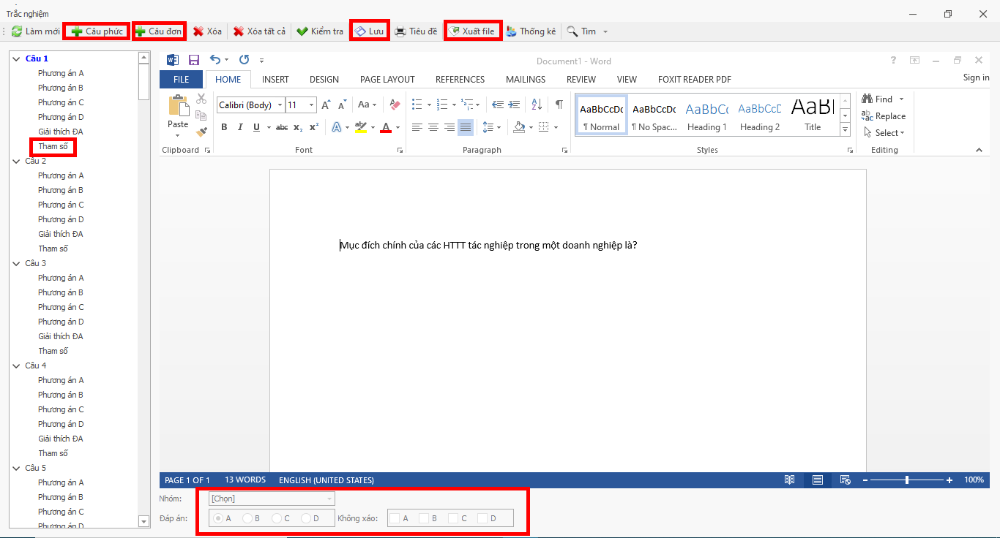 Trắc nghiệm
Làm mới Câu phức Câu đơn Xóa Xóa tất cả Kiểm tra Lưu Tiêu đề Xuất file Thống kê Tìm
Câu 1
Phương án A
Phương án B
Phương án C
Phương án D
Giải thích ĐA
Tham số
Câu 2
Phương án A
Phương án B
Phương án C
Phương án D
Giải thích ĐA
Tham số
Câu 3
Phương án A
Phương án B
Phương án C
Phương án D
Giải thích ĐA
Tham số
Câu 4
Phương án A
Phương án B
Phương án C
Phương án D
Giải thích ĐA
Tham số
Câu 5
Phương án A
Phương án B
Phương án C
Phương án D
Document1 - Word
FILE HOME INSERT DESIGN PAGE LAYOUT REFERENCES MAILINGS REVIEW VIEW FOXIT READER PDF Sign in
Paste
Clipboard
Calibri (Body) 11 A A Aa
B I U abc x₂ x² A A
Font
Paragraph
AaBbCcDc AaBbCcDc AaBbCc AaBbCcD AaBl
¶ Normal ¶ No Spac... Heading 1 Heading 2 Title
Styles
Find
Replace
Select
Editing
Mục đích chính của các HTTT tác nghiệp trong một doanh nghiệp là?
PAGE 1 OF 1 13 WORDS ENGLISH (UNITED STATES) 100%
Nhóm: [Chọn]
Đáp án: A B C D Không xáo: A B C D